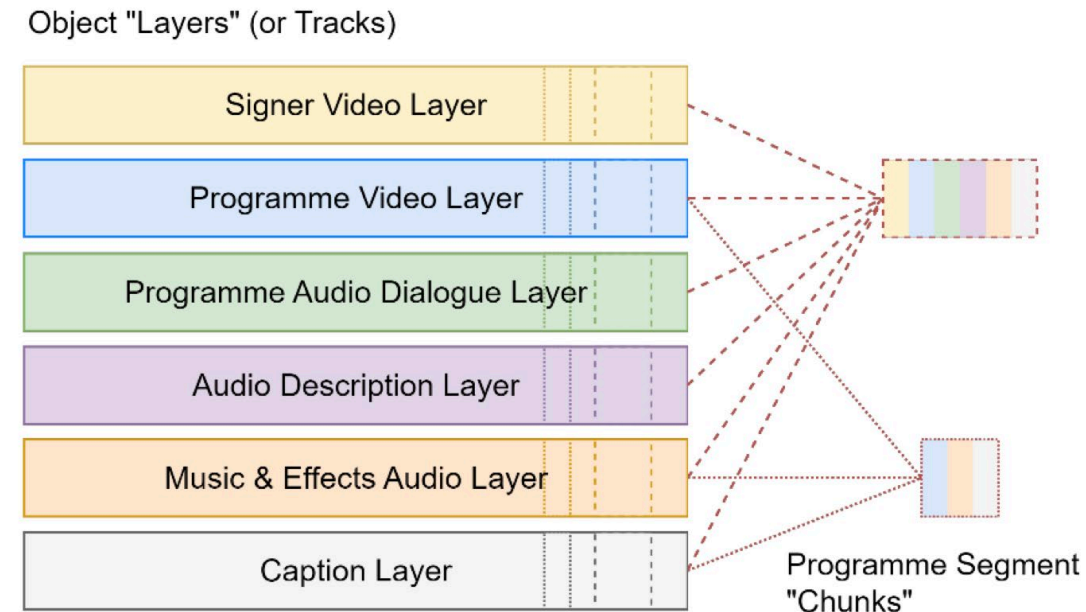 Object "Layers" (or Tracks)
Signer Video Layer
Programme Video Layer
Programme Audio Dialogue Layer
Audio Description Layer
Music & Effects Audio Layer
Caption Layer
Programme Segment
"Chunks"